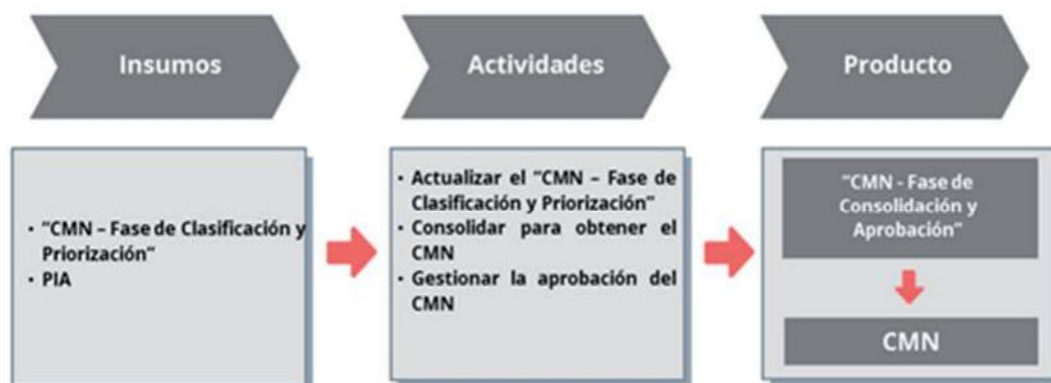 Insumos
Actividades
Producto
• "CMN – Fase de Clasificación y
Priorización"
• PIA
• Actualizar el "CMN – Fase de
Clasificación y Priorización"
• Consolidar para obtener el
CMN
• Gestionar la aprobación del
CMN
"CMN - Fase de
Consolidación y
Aprobación"
CMN